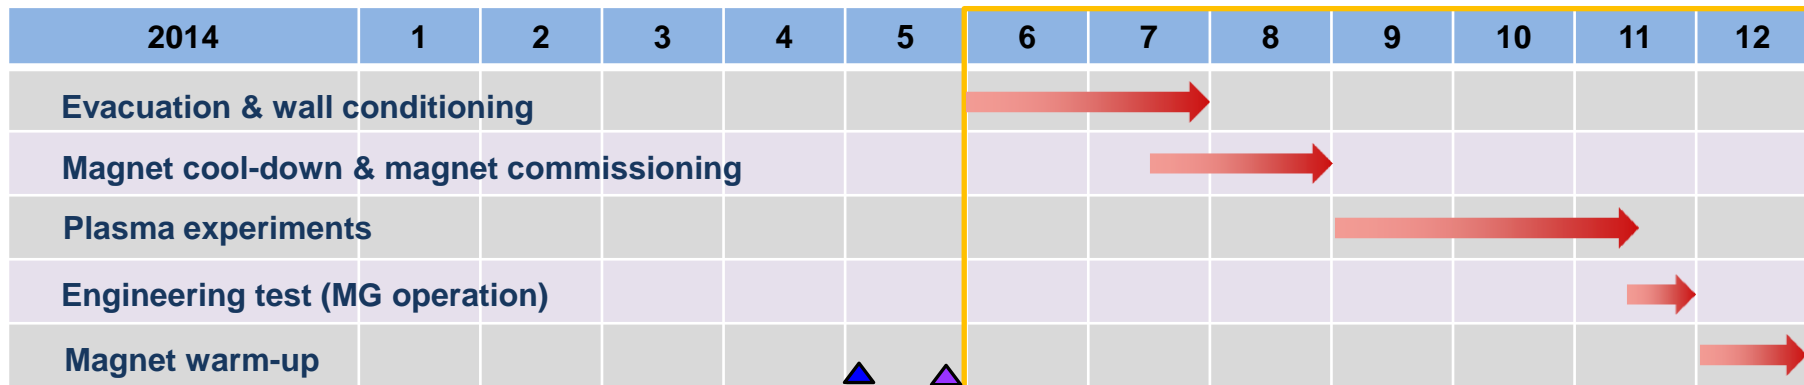 2014 1 2 3 4 5 6 7 8 9 10 11 12
Evacuation & wall conditioning
Magnet cool-down & magnet commissioning
Plasma experiments
Engineering test (MG operation)
Magnet warm-up